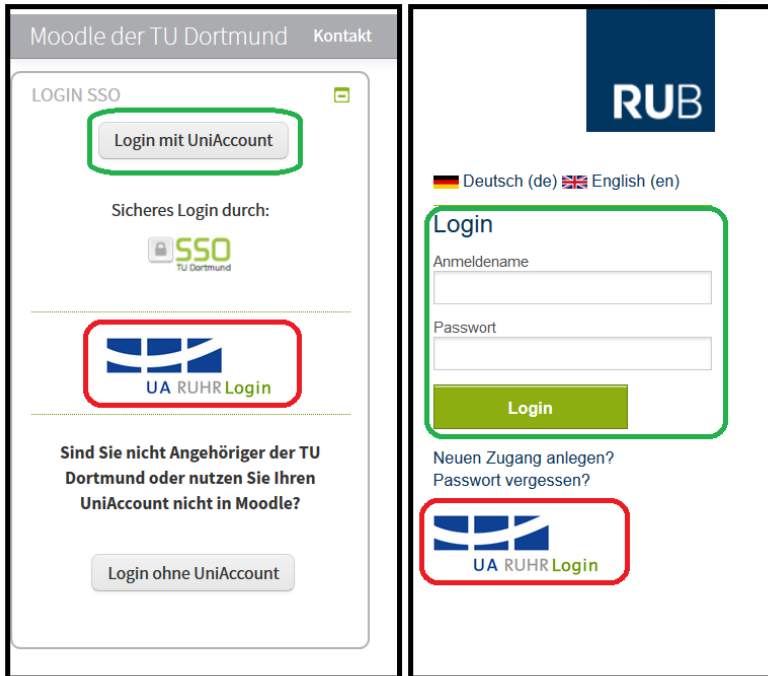 Moodle der TU Dortmund Kontakt
LOGIN SSO
Login mit UniAccount
Sicheres Login durch:
SSO
TU Dortmund
UA RUHR Login
Sind Sie nicht Angehöriger der TU
Dortmund oder nutzen Sie Ihren
UniAccount nicht in Moodle?
Login ohne UniAccount
RUB
Deutsch (de) English (en)
Login
Anmeldename
Passwort
Login
Neuen Zugang anlegen?
Passwort vergessen?
UA RUHR Login